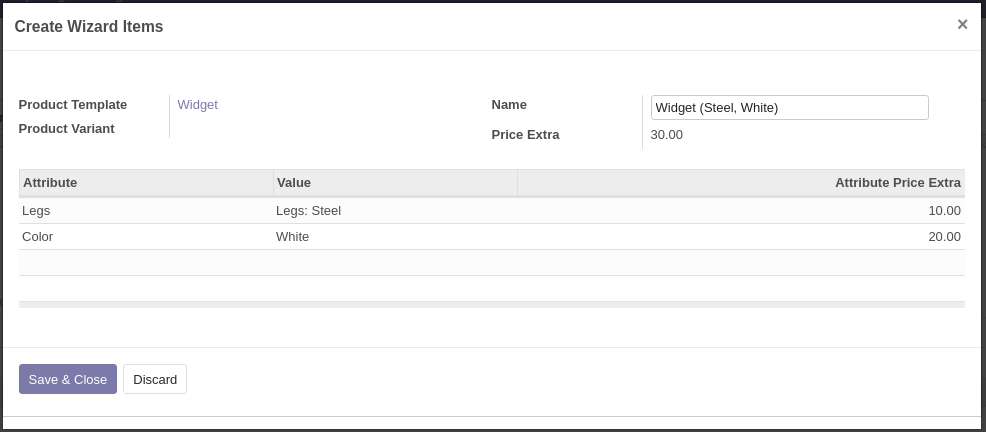 Create Wizard Items
×
Product Template Widget
Product Variant
Name Widget (Steel, White)
Price Extra 30.00
Attribute Value Attribute Price Extra
Legs Legs: Steel 10.00
Color White 20.00
Save & Close Discard